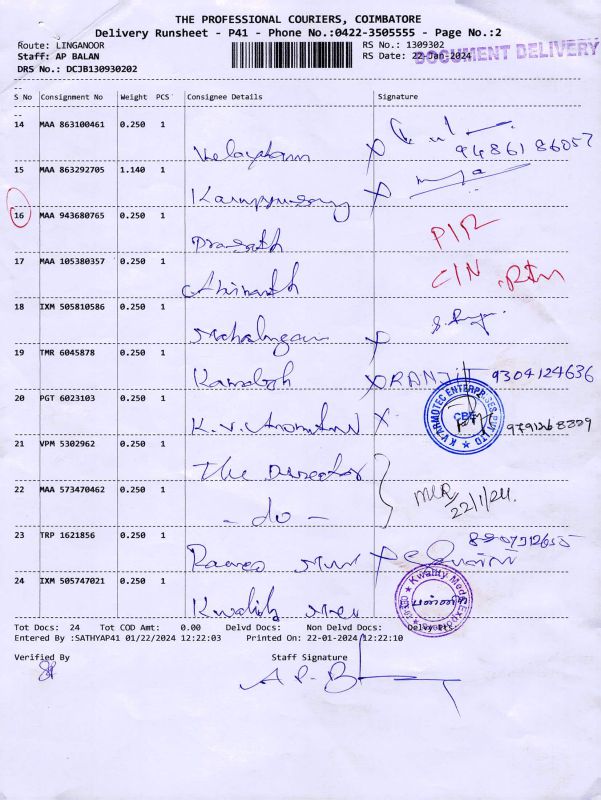 THE PROFESSIONAL COURIERS, COIMBATORE
Delivery Runsheet - P41 - Phone No.:0422-3505555 - Page No.:2
Route: LINGANOOR RS No.: 1309302
Staff: AP BALAN RS Date: 22-Jan-2024 DOCUMENT DELIVERY
DRS No.: DCJB130930202
S No Consignment No Weight PCS Consignee Details Signature
14 MAA 863100461 0.250 1
Velaytham 94861 86057
15 MAA 863292705 1.140 1
16 MAA 943680765 0.250 1
Prasath
17 MAA 105380357 0.250 1
Abinanth
18 IXM 505810586 0.250 1
19 TMR 6045878 0.250 1
RANJIT 9304124636
20 PGT 6023103 0.250 1
K.V.
21 VPM 5302962 0.250 1
The Director
22 MAA 573470462 0.250 1
- do - 22/1/24.
23 TRP 1621856 0.250 1
24 IXM 505747021 0.250 1
Tot Docs: 24 Tot COD Amt: 0.00 Delvd Docs: Non Delvd Docs:
Entered By :SATHYAP41 01/22/2024 12:22:03 Printed On: 22-01-2024 12:22:10
Verified By Staff Signature
A P. B